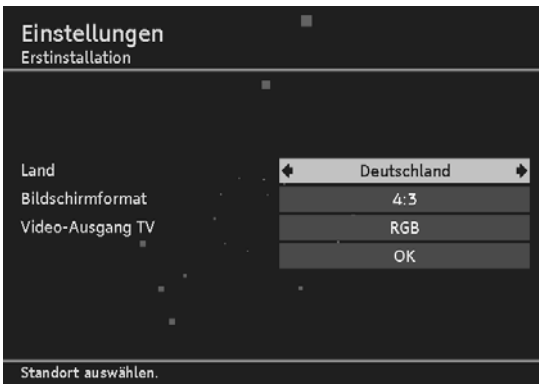 Einstellungen
Erstinstallation
Land Deutschland
Bildschirmformat 4:3
Video-Ausgang TV RGB
OK
Standort auswählen.